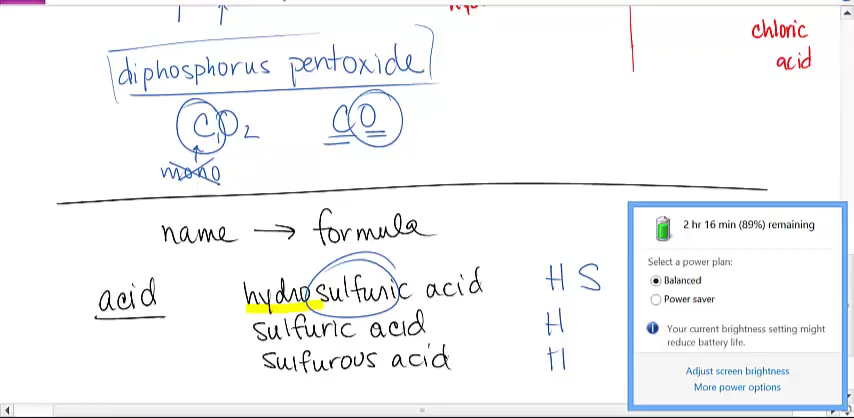 chloric
acid
diphosphorus pentoxide
CO2 CO
mono
name → formula
acid hydrosulfuric acid H S
sulfuric acid H
sulfurous acid H
2 hr 16 min (89%) remaining
Select a power plan:
Balanced
Power saver
Your current brightness setting might
reduce battery life.
Adjust screen brightness
More power options